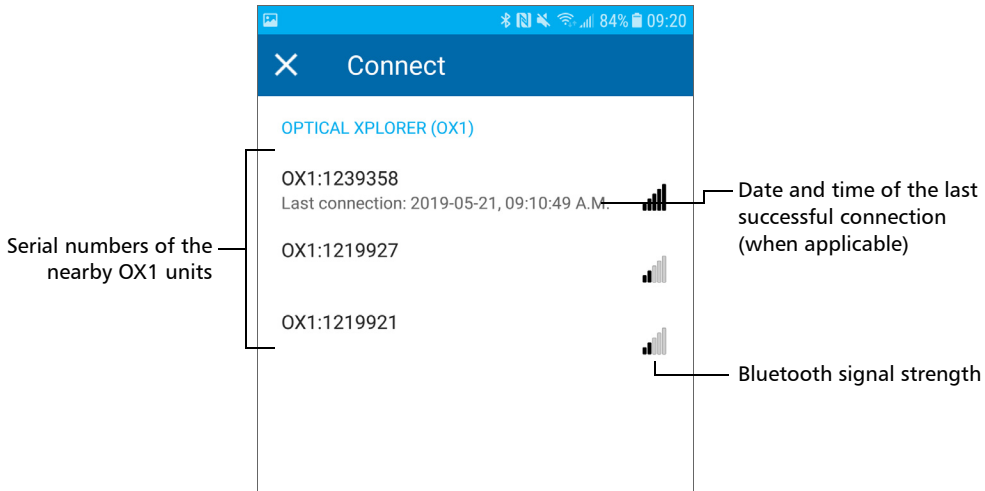 84% 09:20
Connect
OPTICAL XPLORER (OX1)
OX1:1239358
Last connection: 2019-05-21, 09:10:49 A.M.
OX1:1219927
OX1:1219921
Serial numbers of the
nearby OX1 units
Date and time of the last
successful connection
(when applicable)
Bluetooth signal strength